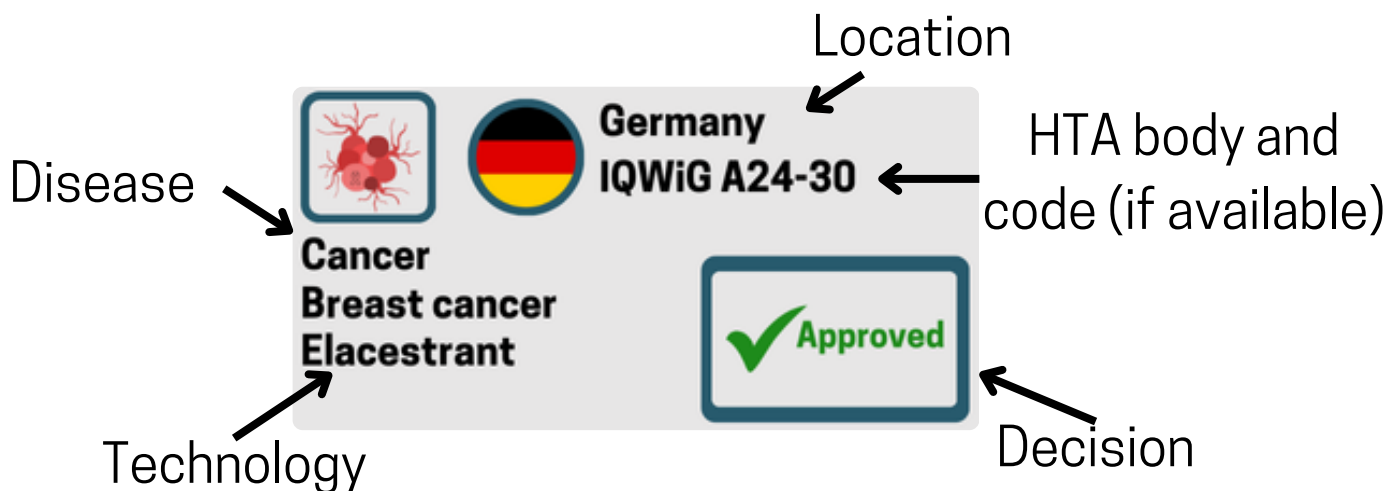 Location
Germany
IQWiG A24-30
HTA body and
code (if available)
Disease
Cancer
Breast cancer
Elacestrant
Approved
Technology
Decision